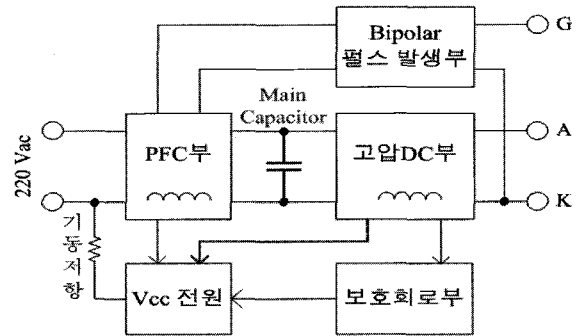 Bipolar
펄스 발생부
G
Main
Capacitor
220 Vac
PFC부
고압DC부
A
K
기동저항
Vcc 전원
보호회로부